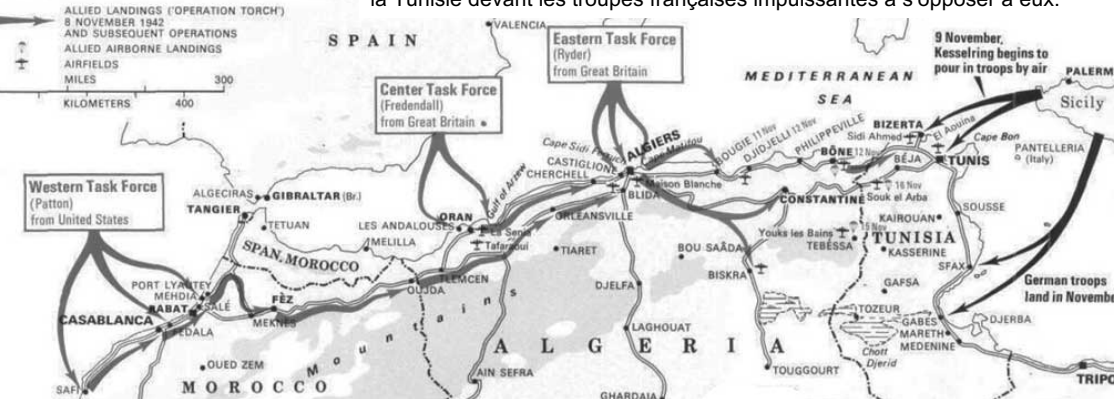 la Tunisie devant les troupes françaises impuissantes à s'opposer à eux.
ALLIED LANDINGS ('OPERATION TORCH')
8 NOVEMBER 1942
AND SUBSEQUENT OPERATIONS
ALLIED AIRBORNE LANDINGS
AIRFIELDS
MILES
300
KILOMETERS
400
SPAIN
VALENCIA
Eastern Task Force
(Ryder)
from Great Britain
Center Task Force
(Fredendall)
from Great Britain
Western Task Force
(Patton)
from United States
9 November,
Kesselring begins to
pour in troops by air
MEDITERRANEAN
SEA
PALERM
Sicily
PANTELLERIA
(Italy)
BIZERTA
Sidi Ahmed
El Aouina
Cape Bon
TUNIS
BÉJA
16 Nov
Souk el Arba
BÔNE 12 Nov
PHILIPPEVILLE
DJIDJELLI 12 Nov
BOUGIE 11 Nov
ALGIERS
Cape Matifou
Cape Sidi Ferruch
CASTIGLIONE
CHERCHELL
Maison Blanche
BLIDA
ORLEANSVILLE
CONSTANTINE
Youks les Bains
15 Nov
TEBESSA
KAIROUAN
SOUSSE
TUNISIA
KASSERINE
SFAX
GAFSA
TOZEUR
GABES
MARETH
MEDENINE
DJERBA
German troops
land in Novemb
Chott
Djerid
TRIPO
TOUGGOURT
BISKRA
BOU SAÂDA
DJELFA
LAGHOUAT
GHARDAIA
ALGERIA
AIN SEFRA
TIARET
Gulf of Arzew
ORAN
La Senia
Tafaraoui
LES ANDALOUSES
TLEMCEN
OUJDA
MELILLA
SPAN. MOROCCO
TETUAN
ALGECIRAS
GIBRALTAR (Br.)
TANGIER
PORT LYAUTEY
MEHDIA
SALÉ
RABAT
FÈZ
MEKNES
CASABLANCA
FEDALA
OUED ZEM
SAFI
MOROCCO
Mountains